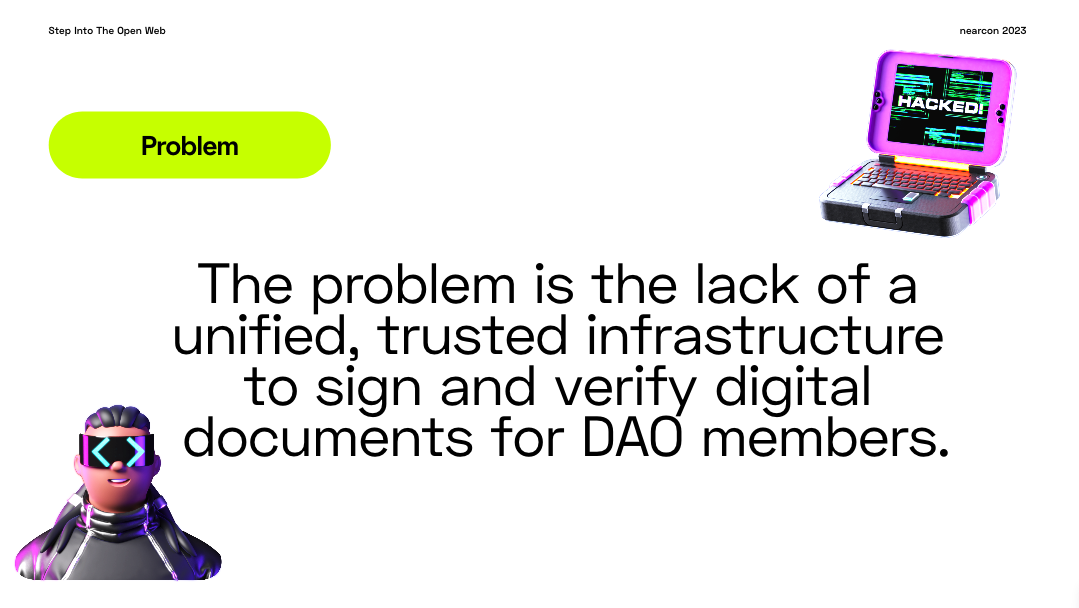 Step Into The Open Web
nearcon 2023
HACKED!
Problem
The problem is the lack of a
unified, trusted infrastructure
to sign and verify digital
documents for DAO members.